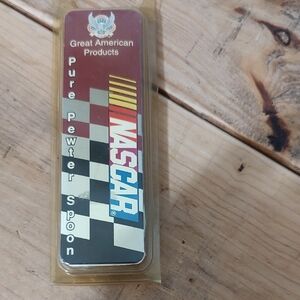 Great American
Products
Pure Pewter Spoon
NASCAR